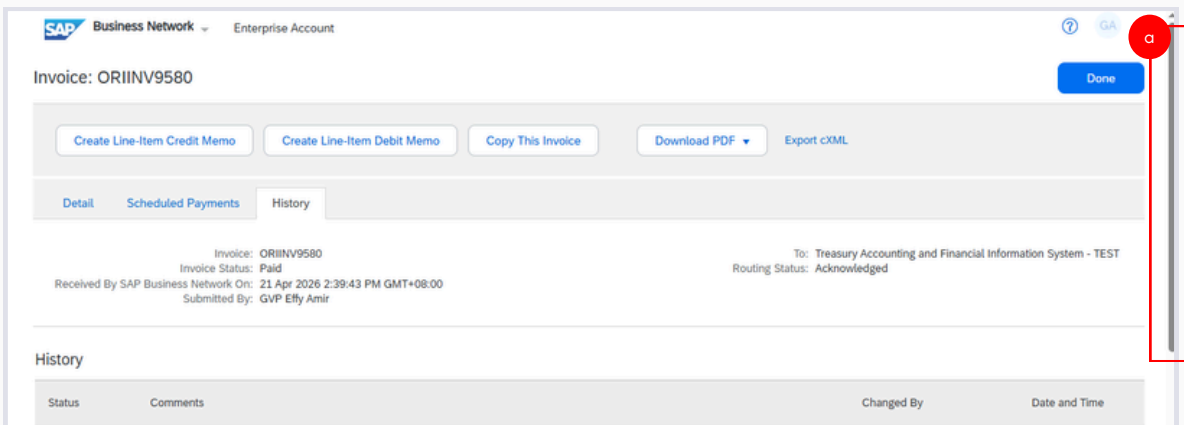 SAP Business Network Enterprise Account ? GA
a
Invoice: ORIINV9580 Done
Create Line-Item Credit Memo Create Line-Item Debit Memo Copy This Invoice Download PDF Export cXML
Detail Scheduled Payments History
Invoice: ORIINV9580 To: Treasury Accounting and Financial Information System - TEST
Invoice Status: Paid Routing Status: Acknowledged
Received By SAP Business Network On: 21 Apr 2026 2:39:43 PM GMT+08:00
Submitted By: GVP Effy Amir
History
Status Comments Changed By Date and Time